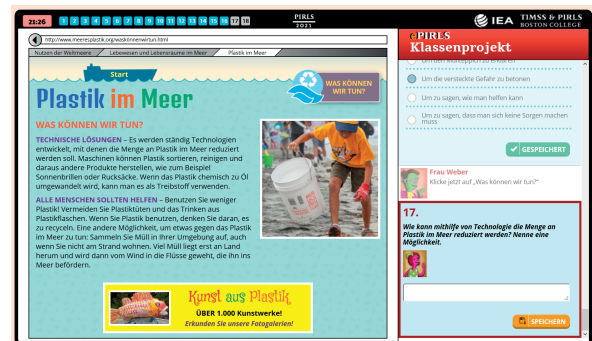 21:26
1 2 3 4 5 6 7 8 9 10 11 12 13 14 15 16 17 18
PIRLS
2021
IEA
TIMSS & PIRLS
BOSTON COLLEGE
http://www.meeresplastik.org/waskönnenwirtun.html
Nutzen der Weltmeere
Lebewesen und Lebensräume im Meer
Plastik im Meer
Start
WAS KÖNNEN
WIR TUN?
Plastik im Meer
WAS KÖNNEN WIR TUN?
TECHNISCHE LÖSUNGEN – Es werden ständig Technologien
entwickelt, mit denen die Menge an Plastik im Meer reduziert
werden soll. Maschinen können Plastik sortieren, reinigen und
daraus andere Produkte herstellen, wie zum Beispiel
Sonnenbrillen oder Rucksäcke. Wenn das Plastik chemisch zu Öl
umgewandelt wird, kann man es als Treibstoff verwenden.
ALLE MENSCHEN SOLLTEN HELFEN – Benutzen Sie weniger
Plastik! Vermeiden Sie Plastiktüten und das Trinken aus
Plastikflaschen. Wenn Sie Plastik benutzen, denken Sie daran, es
zu recyceln. Eine andere Möglichkeit, um etwas gegen das Plastik
im Meer zu tun: Sammeln Sie Müll in Ihrer Umgebung auf, auch
wenn Sie nicht am Strand wohnen. Viel Müll liegt erst an Land
herum und wird dann vom Wind in die Flüsse geweht, die ihn ins
Meer befördern.
Kunst aus Plastik
ÜBER 1.000 Kunstwerke!
Erkunden Sie unsere Fotogalerien!
ePIRLS
Klassenprojekt
Um den Müllteppich zu erklären
Um die versteckte Gefahr zu betonen
Um zu sagen, wie man helfen kann
Um zu sagen, dass man sich keine Sorgen machen
muss
GESPEICHERT
Frau Weber
Klicke jetzt auf „Was können wir tun?"
17.
Wie kann mithilfe von Technologie die Menge an
Plastik im Meer reduziert werden? Nenne eine
Möglichkeit.
SPEICHERN